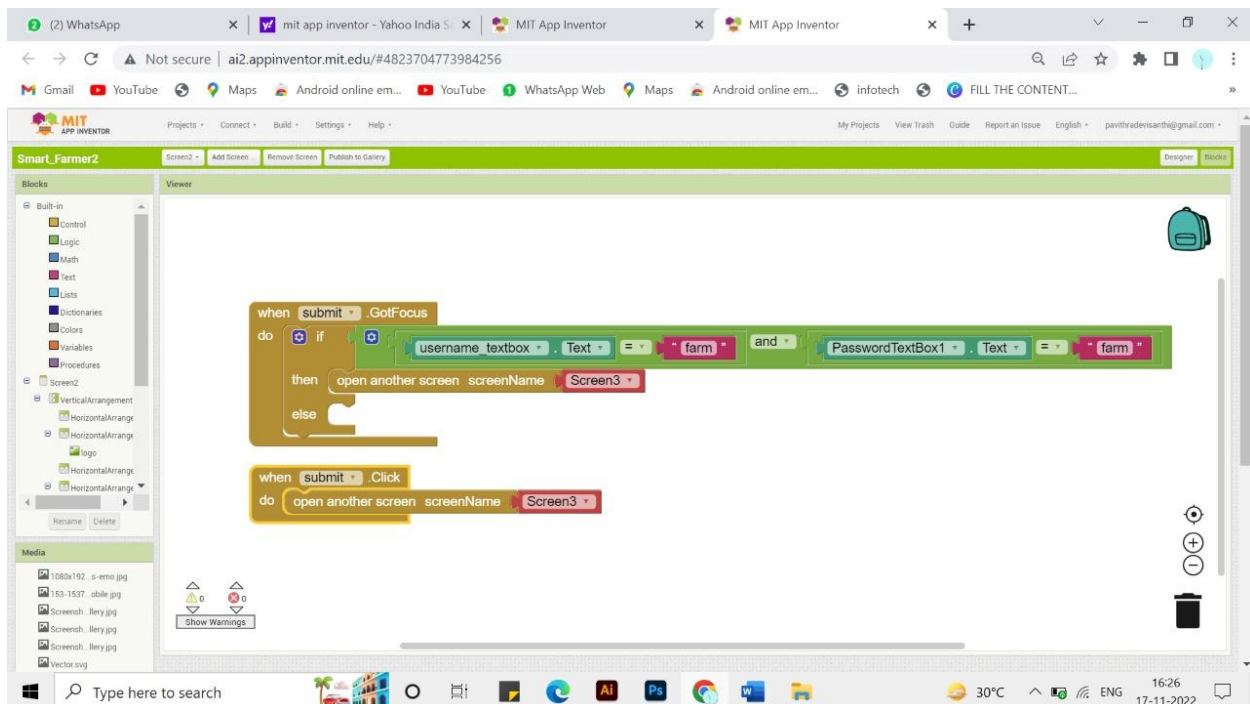 (2) WhatsApp
mit app inventor - Yahoo India S
MIT App Inventor
MIT App Inventor
Not secure ai2.appinventor.mit.edu/#4823704773984256
Gmail YouTube Maps Android online em... YouTube WhatsApp Web Maps Android online em... infotech FILL THE CONTENT... »
MIT
APP INVENTOR
Projects Connect Build Settings Help
My Projects View Trash Guide Report an Issue English pavithradevisanthi@gmail.com
Smart_Farmer2 Screen2 Add Screen ... Remove Screen Publish to Gallery Designer Blocks
Blocks Viewer
Built-in
Control
Logic
Math
Text
Lists
Dictionaries
Colors
Variables
Procedures
Screen2
VerticalArrangement
HorizontalArrange
HorizontalArrange
logo
HorizontalArrange
HorizontalArrange
Rename Delete
Media
1080x192...s-emo.jpg
153-1537...obile.jpg
Screensh...llery.jpg
Screensh...llery.jpg
Screensh...llery.jpg
Vector.svg
when submit .GotFocus
do if username_textbox . Text = " farm " and PasswordTextBox1 . Text = " farm "
then open another screen screenName Screen3
else
when submit .Click
do open another screen screenName Screen3
0 0
Show Warnings
Type here to search
Ai Ps W
30°C ENG 16:26
17-11-2022